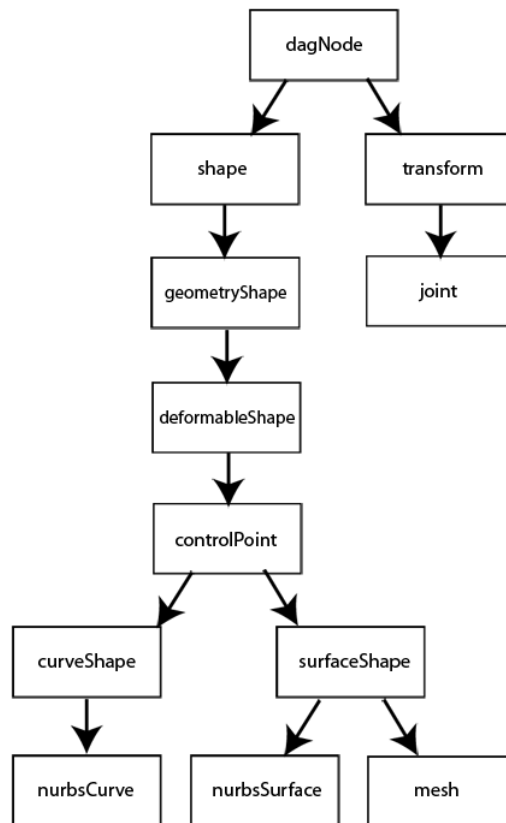 dagNode
shape
transform
geometryShape
joint
deformableShape
controlPoint
curveShape
surfaceShape
nurbsCurve
nurbsSurface
mesh